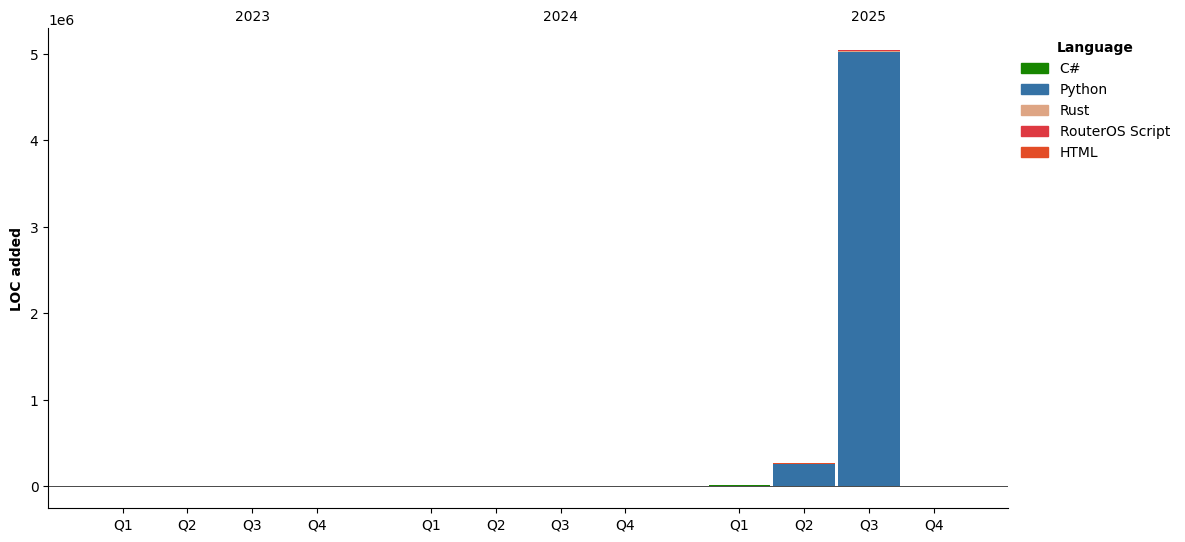 2023 2024 2025
1e6
5
4
3
2
1
0
LOC added
Q1 Q2 Q3 Q4 Q1 Q2 Q3 Q4 Q1 Q2 Q3 Q4
Language
C#
Python
Rust
RouterOS Script
HTML